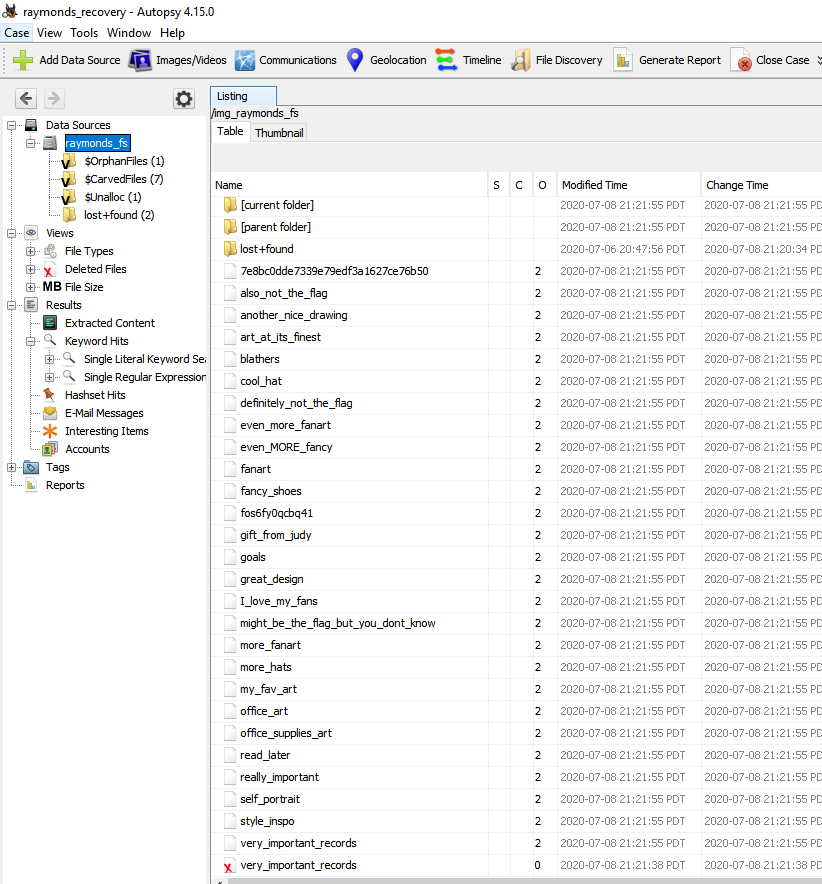 raymonds_recovery - Autopsy 4.15.0
Case View Tools Window Help
Add Data Source Images/Videos Communications Geolocation Timeline File Discovery Generate Report Close Case
Listing
/img_raymonds_fs
Table Thumbnail
Data Sources
raymonds_fs
$OrphanFiles (1)
$CarvedFiles (7)
$Unalloc (1)
lost+found (2)
Views
File Types
Deleted Files
MB File Size
Results
Extracted Content
Keyword Hits
Single Literal Keyword Sea
Single Regular Expression
Hashset Hits
E-Mail Messages
Interesting Items
Accounts
Tags
Reports
Name S C O Modified Time Change Time
[current folder] 2020-07-08 21:21:55 PDT 2020-07-08 21:21:55 PD
[parent folder] 2020-07-08 21:21:55 PDT 2020-07-08 21:21:55 PD
lost+found 2020-07-06 20:47:56 PDT 2020-07-08 21:20:34 PD
7e8bc0dde7339e79edf3a1627ce76b50 2 2020-07-08 21:21:55 PDT 2020-07-08 21:21:55 PD
also_not_the_flag 2 2020-07-08 21:21:55 PDT 2020-07-08 21:21:55 PD
another_nice_drawing 2 2020-07-08 21:21:55 PDT 2020-07-08 21:21:55 PD
art_at_its_finest 2 2020-07-08 21:21:55 PDT 2020-07-08 21:21:55 PD
blathers 2 2020-07-08 21:21:55 PDT 2020-07-08 21:21:55 PD
cool_hat 2 2020-07-08 21:21:55 PDT 2020-07-08 21:21:55 PD
definitely_not_the_flag 2 2020-07-08 21:21:55 PDT 2020-07-08 21:21:55 PD
even_more_fanart 2 2020-07-08 21:21:55 PDT 2020-07-08 21:21:55 PD
even_MORE_fancy 2 2020-07-08 21:21:55 PDT 2020-07-08 21:21:55 PD
fanart 2 2020-07-08 21:21:55 PDT 2020-07-08 21:21:55 PD
fancy_shoes 2 2020-07-08 21:21:55 PDT 2020-07-08 21:21:55 PD
fos6fy0qcbq41 2 2020-07-08 21:21:55 PDT 2020-07-08 21:21:55 PD
gift_from_judy 2 2020-07-08 21:21:55 PDT 2020-07-08 21:21:55 PD
goals 2 2020-07-08 21:21:55 PDT 2020-07-08 21:21:55 PD
great_design 2 2020-07-08 21:21:55 PDT 2020-07-08 21:21:55 PD
I_love_my_fans 2 2020-07-08 21:21:55 PDT 2020-07-08 21:21:55 PD
might_be_the_flag_but_you_dont_know 2 2020-07-08 21:21:55 PDT 2020-07-08 21:21:55 PD
more_fanart 2 2020-07-08 21:21:55 PDT 2020-07-08 21:21:55 PD
more_hats 2 2020-07-08 21:21:55 PDT 2020-07-08 21:21:55 PD
my_fav_art 2 2020-07-08 21:21:55 PDT 2020-07-08 21:21:55 PD
office_art 2 2020-07-08 21:21:55 PDT 2020-07-08 21:21:55 PD
office_supplies_art 2 2020-07-08 21:21:55 PDT 2020-07-08 21:21:55 PD
read_later 2 2020-07-08 21:21:55 PDT 2020-07-08 21:21:55 PD
really_important 2 2020-07-08 21:21:55 PDT 2020-07-08 21:21:55 PD
self_portrait 2 2020-07-08 21:21:55 PDT 2020-07-08 21:21:55 PD
style_inspo 2 2020-07-08 21:21:55 PDT 2020-07-08 21:21:55 PD
very_important_records 2 2020-07-08 21:21:55 PDT 2020-07-08 21:21:55 PD
very_important_records 0 2020-07-08 21:21:38 PDT 2020-07-08 21:21:38 PD